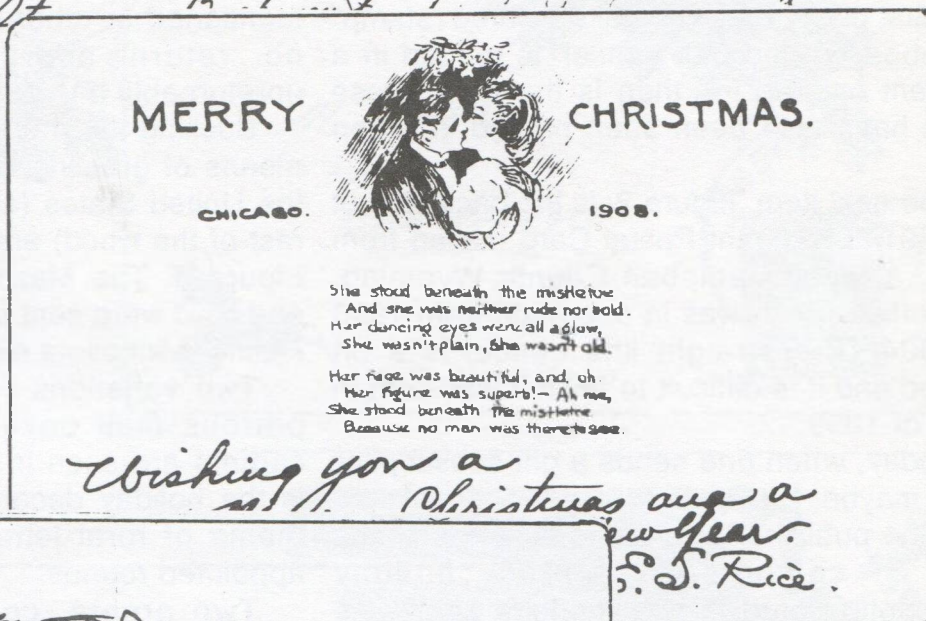 MERRY CHRISTMAS.
CHICAGO. 1908.
She stood beneath the mistletoe
And she was neither rude nor bold.
Her dancing eyes were all aglow,
She wasn't plain, she wasn't old.
Her face was beautiful, and oh
Her figure was superb! — Ah me,
She stood beneath the mistletoe
Because no man was there to see.
Wishing you a
Christmas and a
ew Year.
S. Rice.